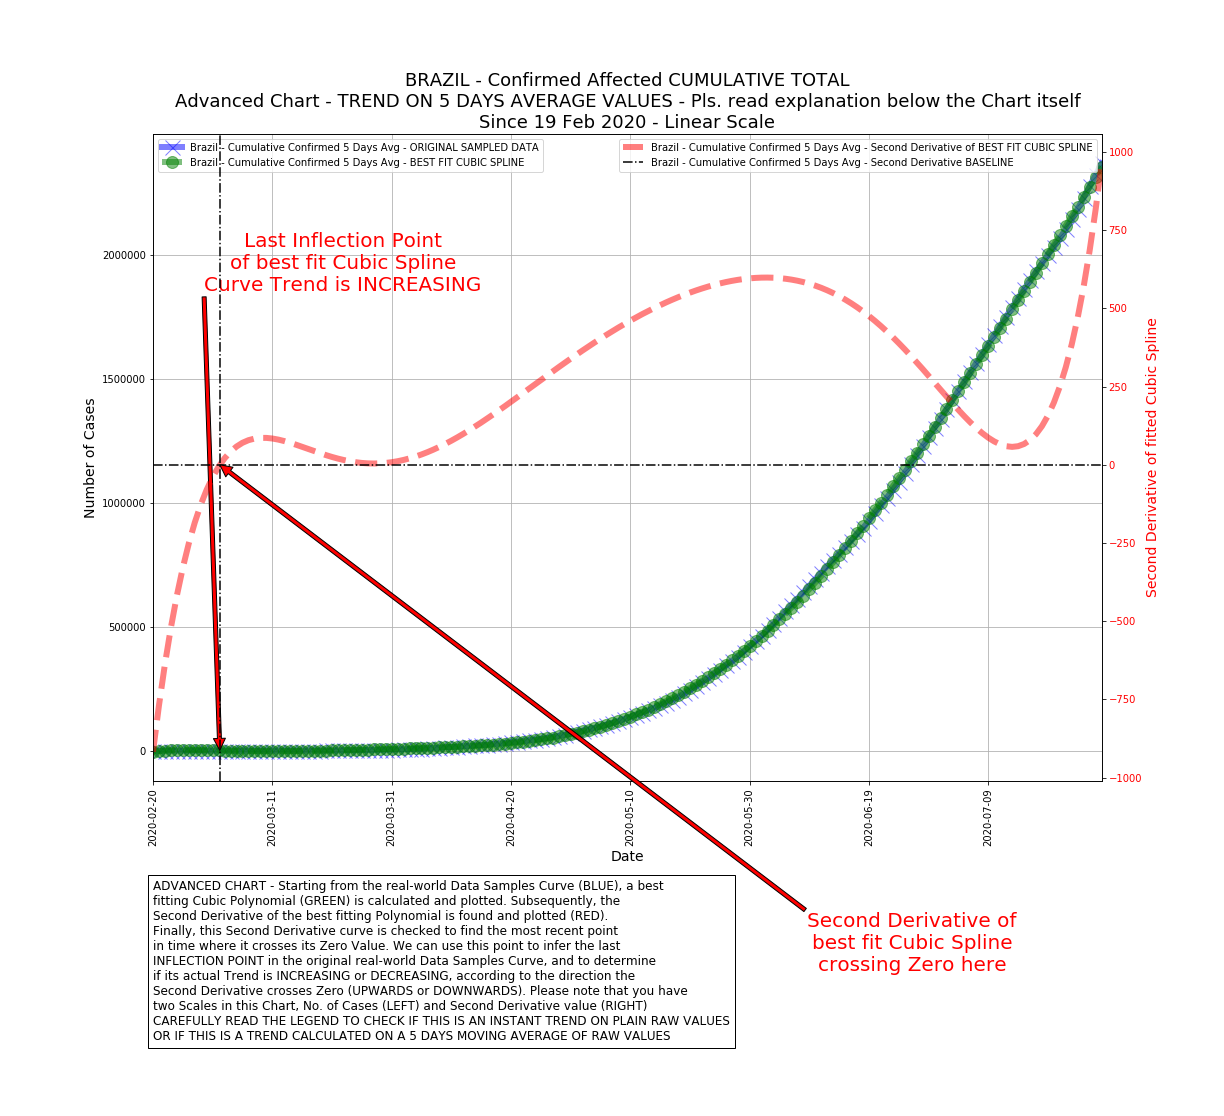 BRAZIL - Confirmed Affected CUMULATIVE TOTAL
Advanced Chart - TREND ON 5 DAYS AVERAGE VALUES - Pls. read explanation below the Chart itself
Since 19 Feb 2020 - Linear Scale
Brazil - Cumulative Confirmed 5 Days Avg - ORIGINAL SAMPLED DATA
Brazil - Cumulative Confirmed 5 Days Avg - BEST FIT CUBIC SPLINE
Brazil - Cumulative Confirmed 5 Days Avg - Second Derivative of BEST FIT CUBIC SPLINE
Brazil - Cumulative Confirmed 5 Days Avg - Second Derivative BASELINE
Last Inflection Point
of best fit Cubic Spline
Curve Trend is INCREASING
Number of Cases
2000000
1500000
1000000
500000
0
1000
750
500
250
0
−250
−500
−750
−1000
Second Derivative of fitted Cubic Spline
2020-02-20
2020-03-11
2020-03-31
2020-04-20
2020-05-10
2020-05-30
2020-06-19
2020-07-09
Date
Second Derivative of
best fit Cubic Spline
crossing Zero here
ADVANCED CHART - Starting from the real-world Data Samples Curve (BLUE), a best
fitting Cubic Polynomial (GREEN) is calculated and plotted. Subsequently, the
Second Derivative of the best fitting Polynomial is found and plotted (RED).
Finally, this Second Derivative curve is checked to find the most recent point
in time where it crosses its Zero Value. We can use this point to infer the last
INFLECTION POINT in the original real-world Data Samples Curve, and to determine
if its actual Trend is INCREASING or DECREASING, according to the direction the
Second Derivative crosses Zero (UPWARDS or DOWNWARDS). Please note that you have
two Scales in this Chart, No. of Cases (LEFT) and Second Derivative value (RIGHT)
CAREFULLY READ THE LEGEND TO CHECK IF THIS IS AN INSTANT TREND ON PLAIN RAW VALUES
OR IF THIS IS A TREND CALCULATED ON A 5 DAYS MOVING AVERAGE OF RAW VALUES